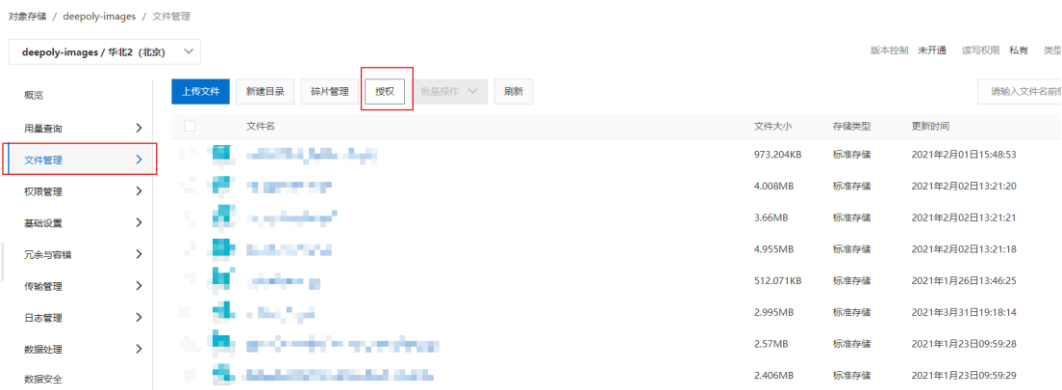 对象存储 / deepoly-images / 文件管理
deepoly-images / 华北2（北京）
版本控制 未开通 读写权限 私有 类型
概览
用量查询
文件管理
权限管理
基础设置
冗余与容错
传输管理
日志管理
数据处理
数据安全
上传文件 新建目录 碎片管理 授权 批量操作 刷新 请输入文件名前缀
文件名 文件大小 存储类型 更新时间
973.204KB 标准存储 2021年2月01日15:48:53
4.008MB 标准存储 2021年2月02日13:21:20
3.66MB 标准存储 2021年2月02日13:21:21
4.955MB 标准存储 2021年2月02日13:21:18
512.071KB 标准存储 2021年1月26日13:46:25
2.995MB 标准存储 2021年3月31日19:18:14
2.57MB 标准存储 2021年1月23日09:59:28
2.406MB 标准存储 2021年1月23日09:59:29